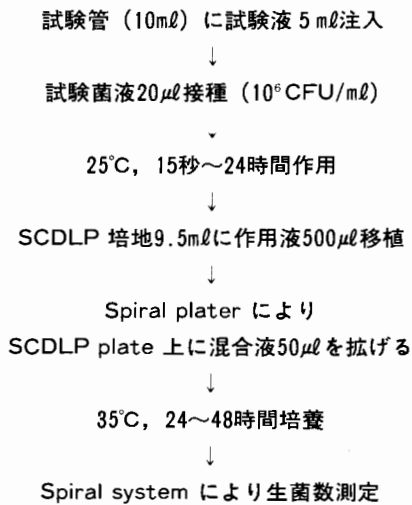 試験管（10mℓ）に試験液５mℓ注入
↓
試験菌液20μℓ接種（10⁶CFU/mℓ）
↓
25℃，15秒～24時間作用
↓
SCDLP 培地9.5mℓに作用液500μℓ移植
↓
Spiral plater により
SCDLP plate 上に混合液50μℓを拡げる
↓
35℃，24～48時間培養
↓
Spiral system により生菌数測定